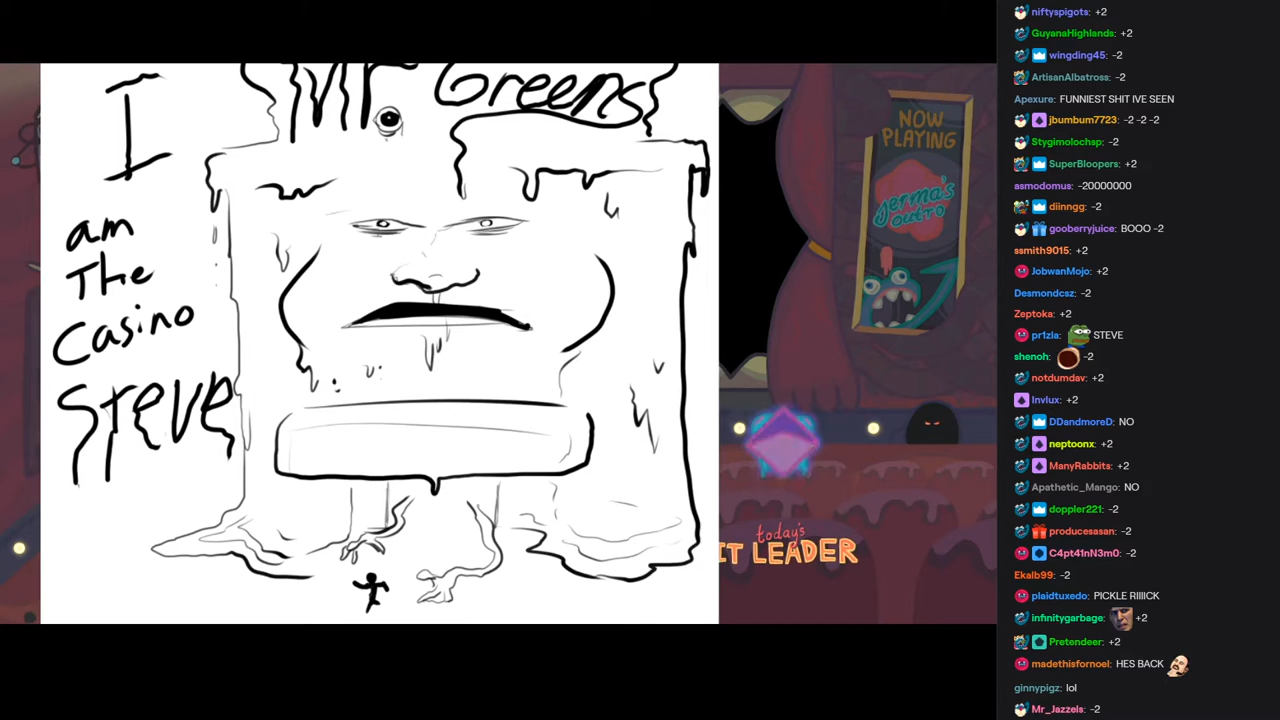 Mr Greens
I
am
The
Casino
Steve
NOW
PLAYING
jerma's
outro
today's
IT LEADER
niftyspigots: +2
GuyanaHighlands: +2
wingding45: -2
ArtisanAlbatross: -2
Apexure: FUNNIEST SHIT IVE SEEN
jbumbum7723: -2 -2 -2
Stygimolochsp: -2
SuperBloopers: +2
asmodomus: -20000000
diinngg: -2
gooberryjuice: BOOO -2
ssmith9015: +2
JobwanMojo: +2
Desmondcsz: -2
Zeptoka: +2
pr1zla: STEVE
shenoh: -2
notdumdav: +2
Invlux: +2
DDandmoreD: NO
neptoonx: +2
ManyRabbits: +2
Apathetic_Mango: NO
doppler221: -2
producesasan: -2
C4pt41nN3m0: -2
Ekalb99: -2
plaidtuxedo: PICKLE RIIIICK
infinitygarbage: +2
Pretendeer: +2
madethisfornoel: HES BACK
ginnypigz: lol
Mr_Jazzels: -2